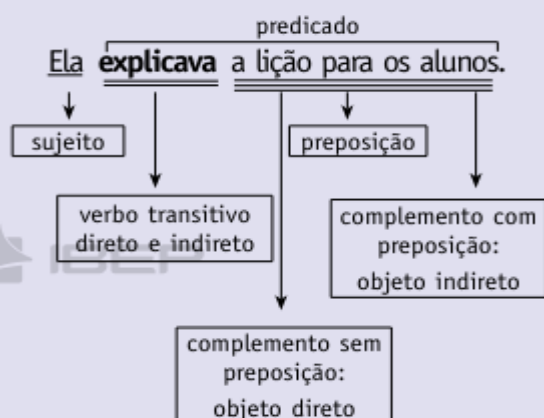 predicado
Ela explicava a lição para os alunos.
sujeito
preposição
verbo transitivo
direto e indireto
complemento com
preposição:
objeto indireto
IBEP
complemento sem
preposição:
objeto direto